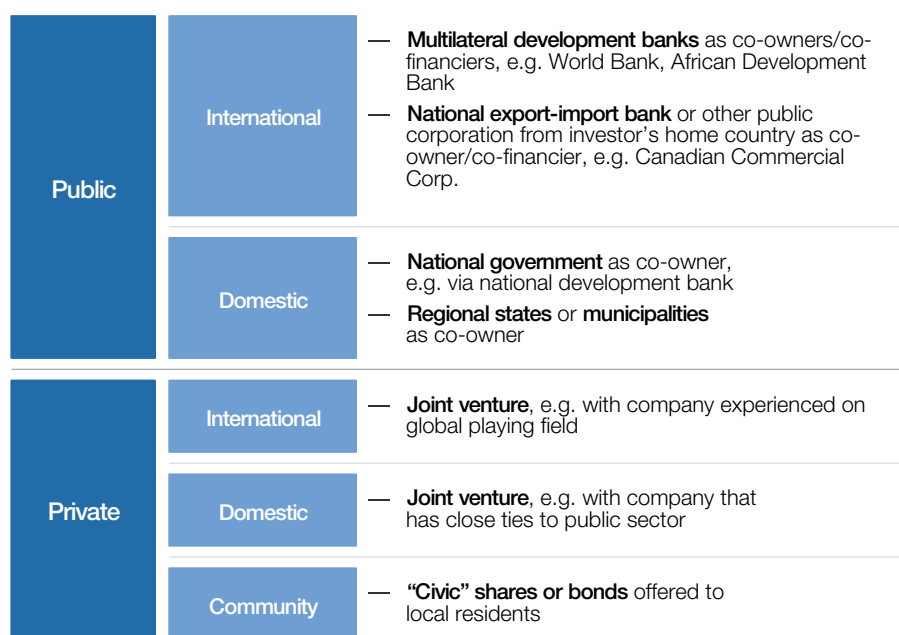 Public
International
— Multilateral development banks as co-owners/co-
financiers, e.g. World Bank, African Development
Bank
— National export-import bank or other public
corporation from investor’s home country as co-
owner/co-financier, e.g. Canadian Commercial
Corp.
Domestic
— National government as co-owner,
e.g. via national development bank
— Regional states or municipalities
as co-owner
Private
International
— Joint venture, e.g. with company experienced on
global playing field
Domestic
— Joint venture, e.g. with company that
has close ties to public sector
Community
— “Civic” shares or bonds offered to
local residents